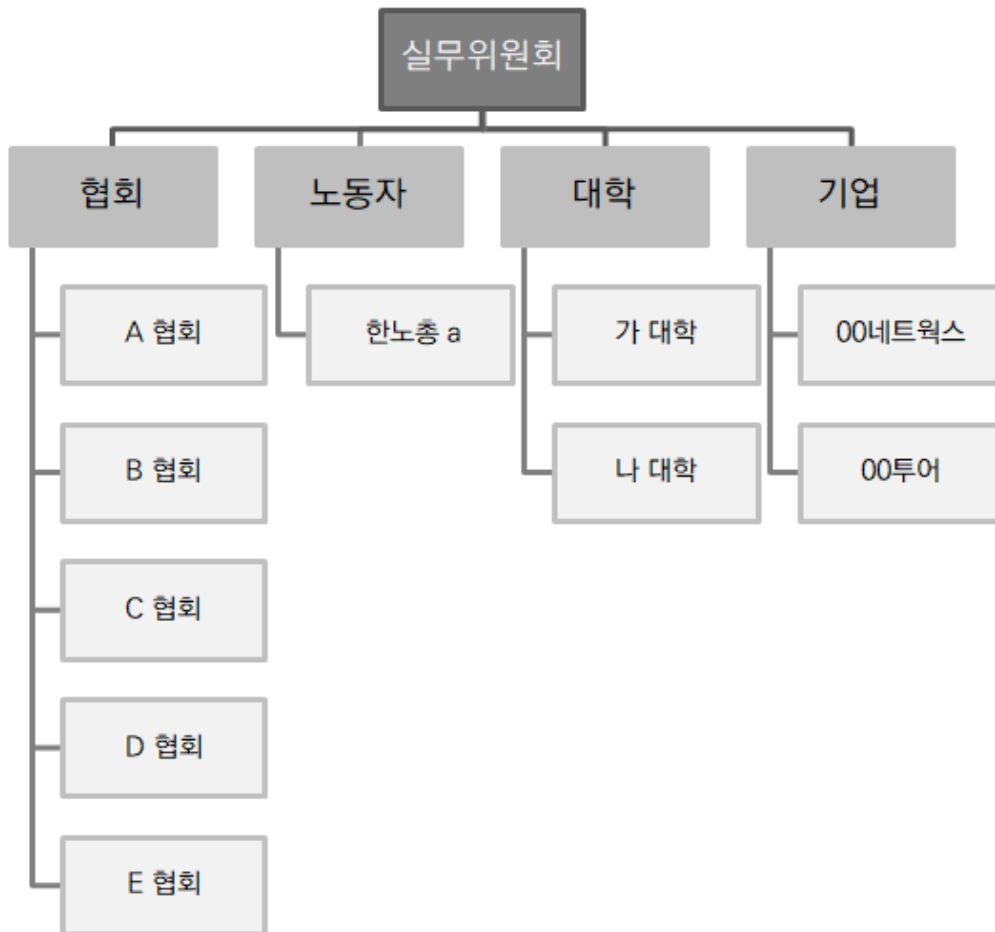 실무위원회
협회
노동자
대학
기업
A 협회
한노총 a
가 대학
00네트웍스
B 협회
나 대학
00투어
C 협회
D 협회
E 협회